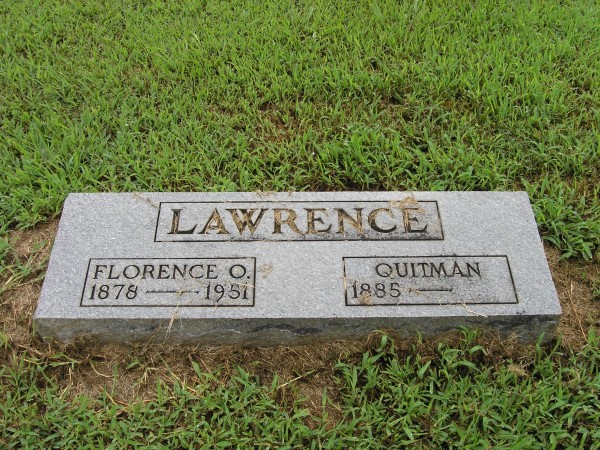 LAWRENCE
FLORENCE O.
1878 — 1951
QUITMAN
1885 —